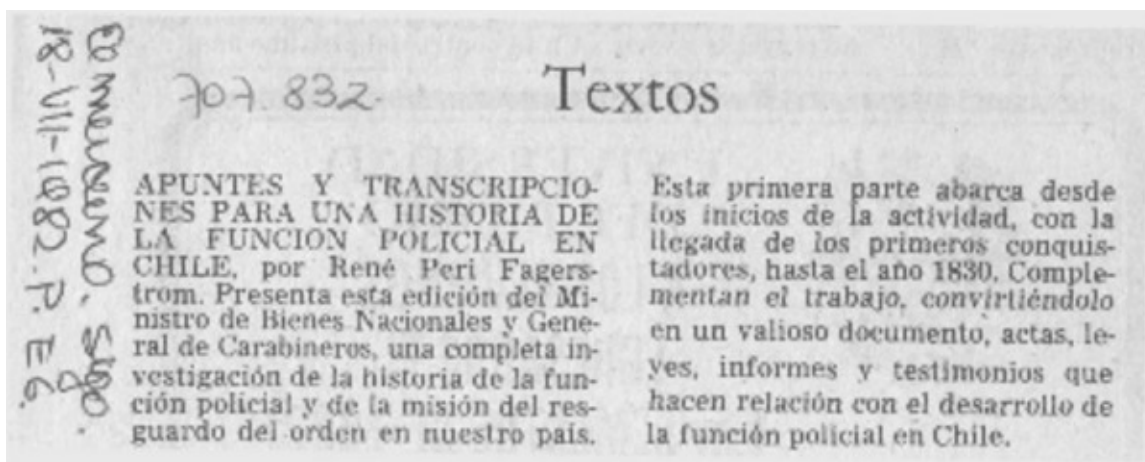 El Mercurio. Stgo.
18-VII-1982. P. E6.
832
Textos
APUNTES Y TRANSCRIPCIO-
NES PARA UNA HISTORIA DE
LA FUNCION POLICIAL EN
CHILE, por René Peri Fagers-
trom. Presenta esta edición del Mi-
nistro de Bienes Nacionales y Gene-
ral de Carabineros, una completa in-
vestigación de la historia de la fun-
ción policial y de la misión del res-
guardo del orden en nuestro país.
Esta primera parte abarca desde
los inicios de la actividad, con la
llegada de los primeros conquis-
tadores, hasta el año 1830. Comple-
mentan el trabajo, convirtiéndolo
en un valioso documento, actas, le-
yes, informes y testimonios que
hacen relación con el desarrollo de
la función policial en Chile.